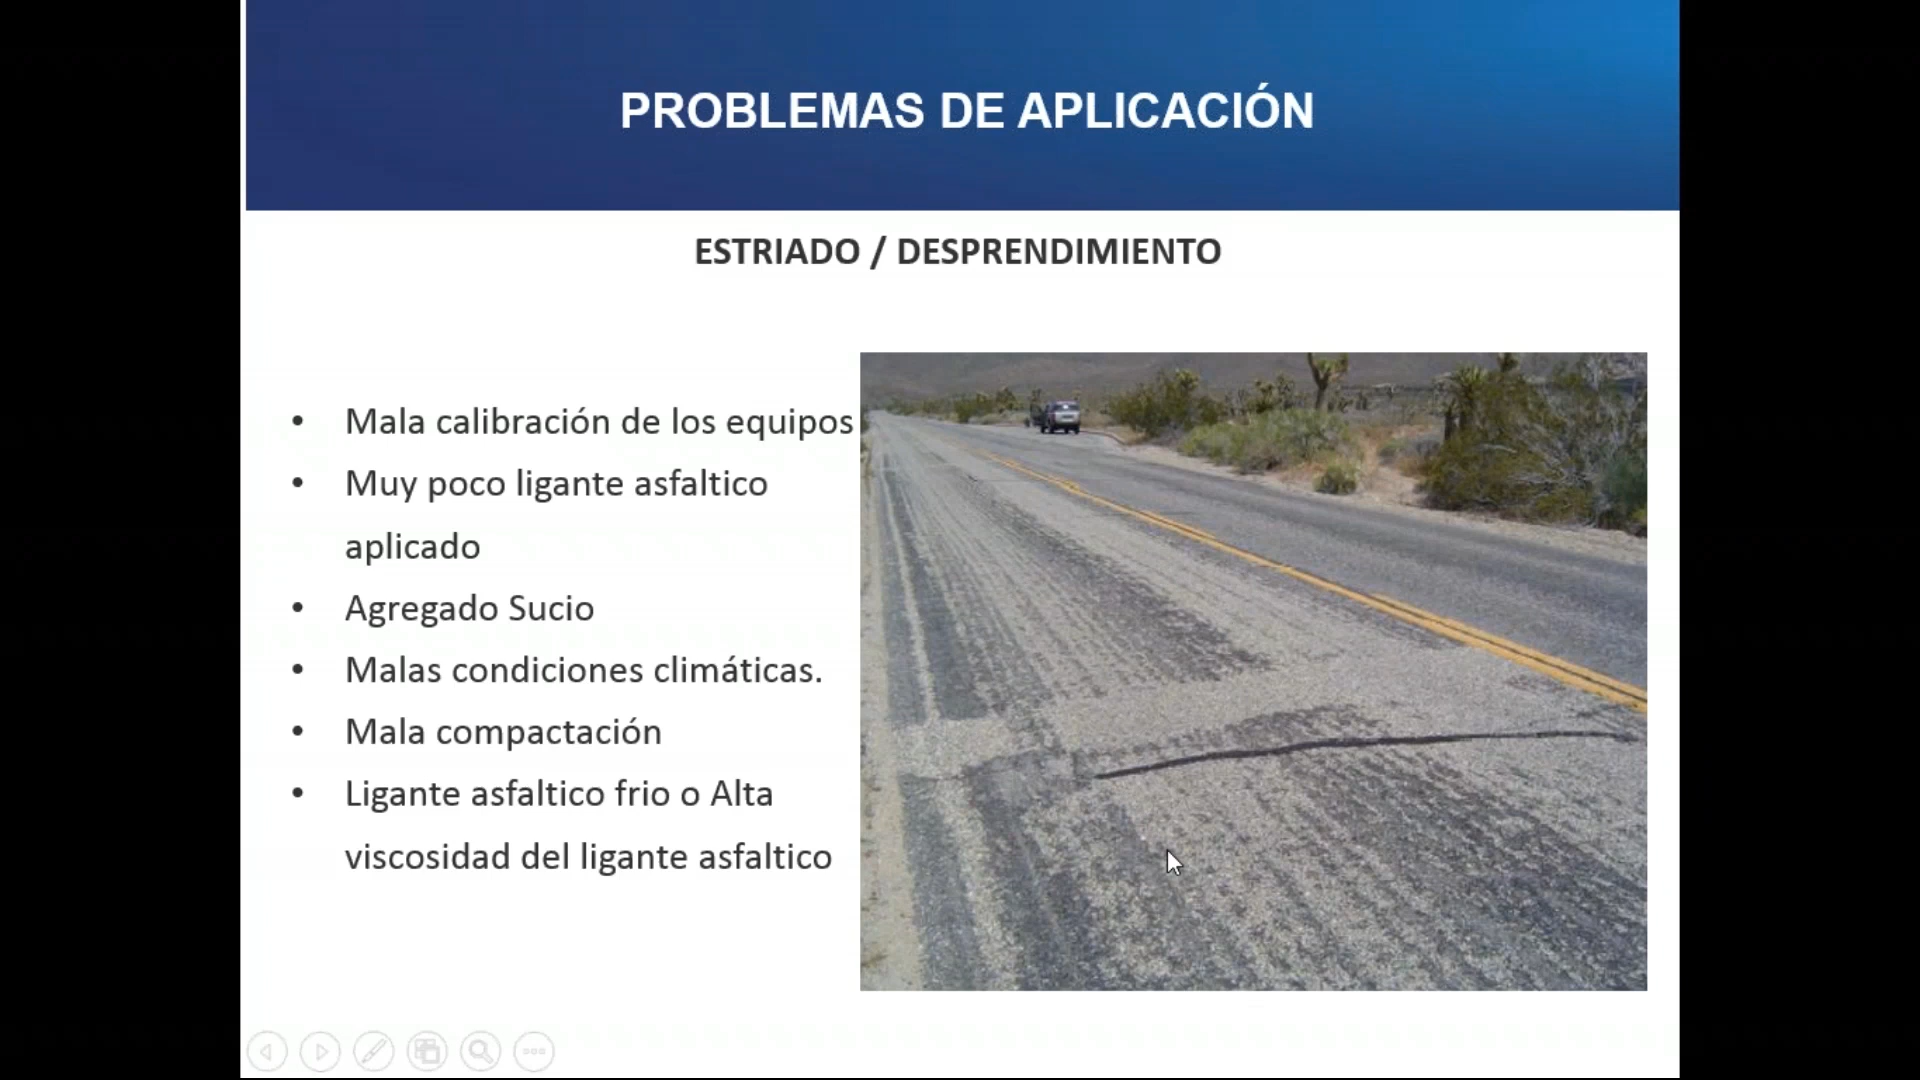 PROBLEMAS DE APLICACIÓN
ESTRIADO / DESPRENDIMIENTO
• Mala calibración de los equipos
• Muy poco ligante asfaltico
aplicado
• Agregado Sucio
• Malas condiciones climáticas.
• Mala compactación
• Ligante asfaltico frio o Alta
viscosidad del ligante asfaltico